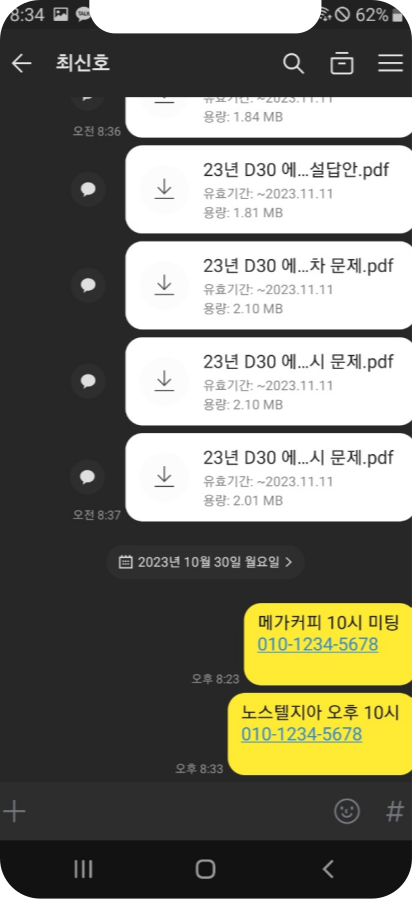 8:34
62%
최신호
유효기간: ~2023.11.11
용량: 1.84 MB
오전 8:36
23년 D30 에...설답안.pdf
유효기간: ~2023.11.11
용량: 1.81 MB
23년 D30 에...차 문제.pdf
유효기간: ~2023.11.11
용량: 2.10 MB
23년 D30 에...시 문제.pdf
유효기간: ~2023.11.11
용량: 2.10 MB
23년 D30 에...시 문제.pdf
유효기간: ~2023.11.11
용량: 2.01 MB
오전 8:37
2023년 10월 30일 월요일
메가커피 10시 미팅
010-1234-5678
오후 8:23
노스텔지아 오후 10시
010-1234-5678
오후 8:33
#